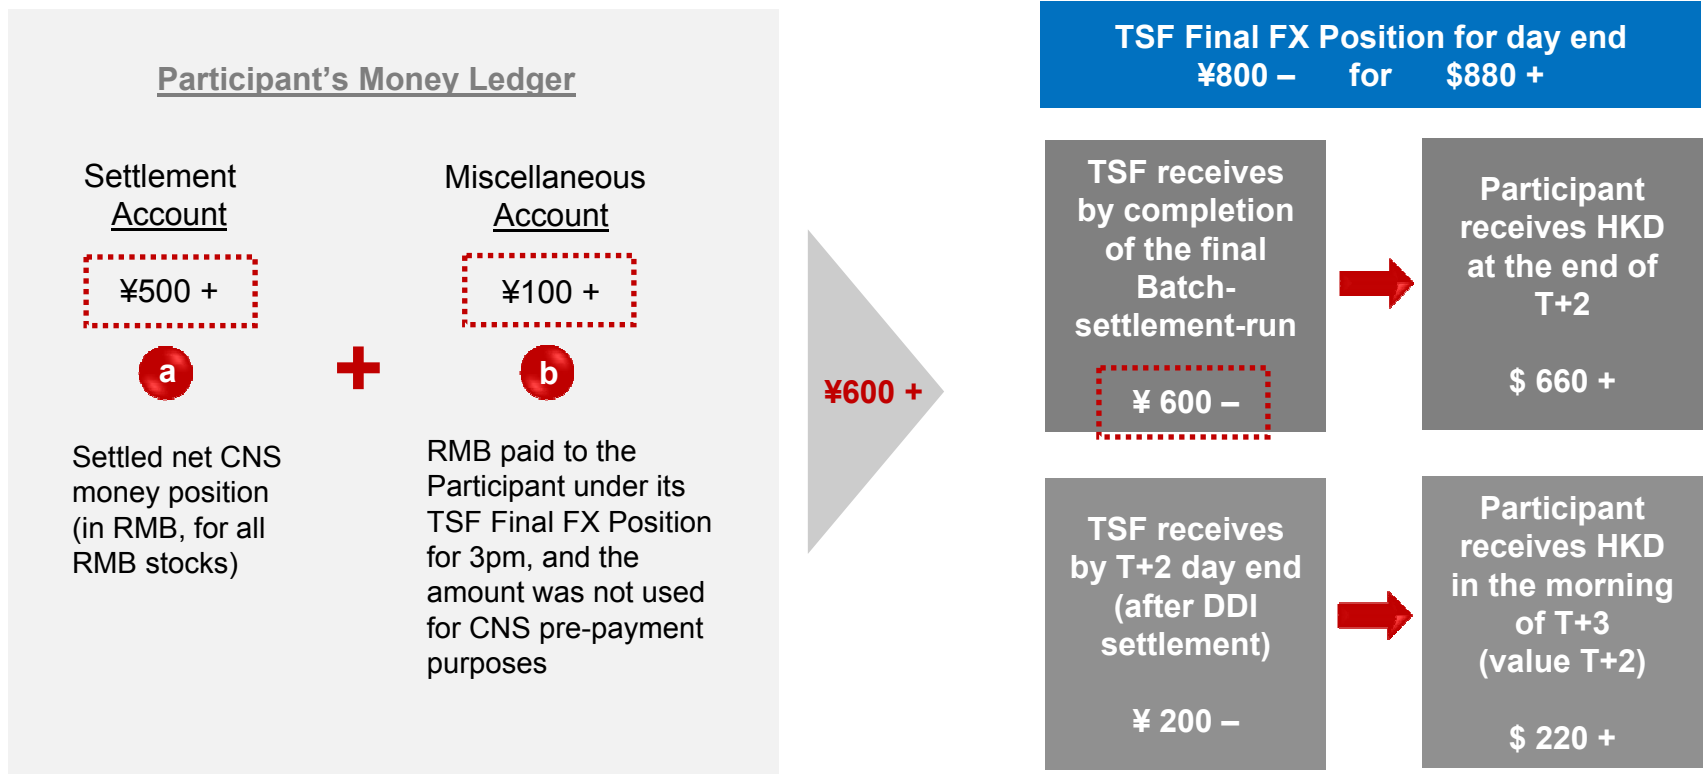 Participant’s Money Ledger
Settlement
Account
¥500 +
a
Settled net CNS
money position
(in RMB, for all
RMB stocks)
+
Miscellaneous
Account
¥100 +
b
RMB paid to the
Participant under its
TSF Final FX Position
for 3pm, and the
amount was not used
for CNS pre-payment
purposes
¥600 +
TSF Final FX Position for day end
¥800 – for $880 +
TSF receives
by completion
of the final
Batch-
settlement-run
¥ 600 –
Participant
receives HKD
at the end of
T+2
$ 660 +
TSF receives
by T+2 day end
(after DDI
settlement)
¥ 200 –
Participant
receives HKD
in the morning
of T+3
(value T+2)
$ 220 +